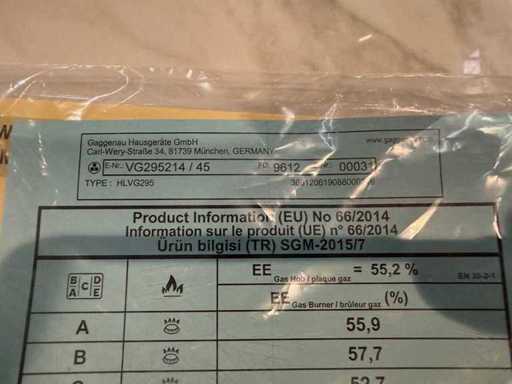 Gaggenau Hausgeräte GmbH
Carl-Wery-Straße 34, 81739 München, GERMANY
E-Nr.: VG295214 / 45 FD. 9612 00031
TYPE : HLVG295
Product Information (EU) No 66/2014
Information sur le produit (UE) n° 66/2014
Ürün bilgisi (TR) SGM-2015/7
B C D
A E
EE Gas Hob / plaque gaz = 55,2 % EN 30-2-1
EE Gas Burner / brûleur gaz (%)
A 55,9
B 57,7